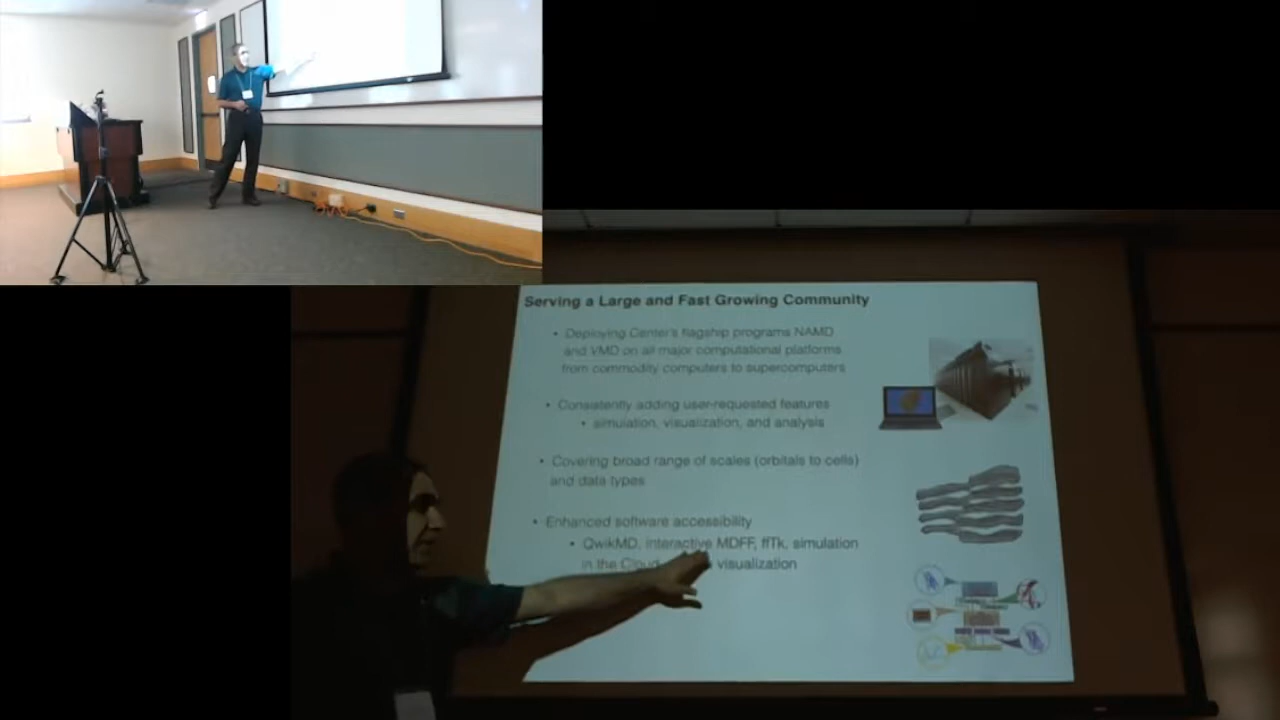 Serving a Large and Fast Growing Community
• Deploying Center's flagship programs NAMD
and VMD on all major computational platforms
from commodity computers to supercomputers
• Consistently adding user-requested features
• simulation, visualization, and analysis
• Covering broad range of scales (orbitals to cells)
and data types
• Enhanced software accessibility
• QwikMD, interactive MDFF, ffTk, simulation
in the Cloud visualization